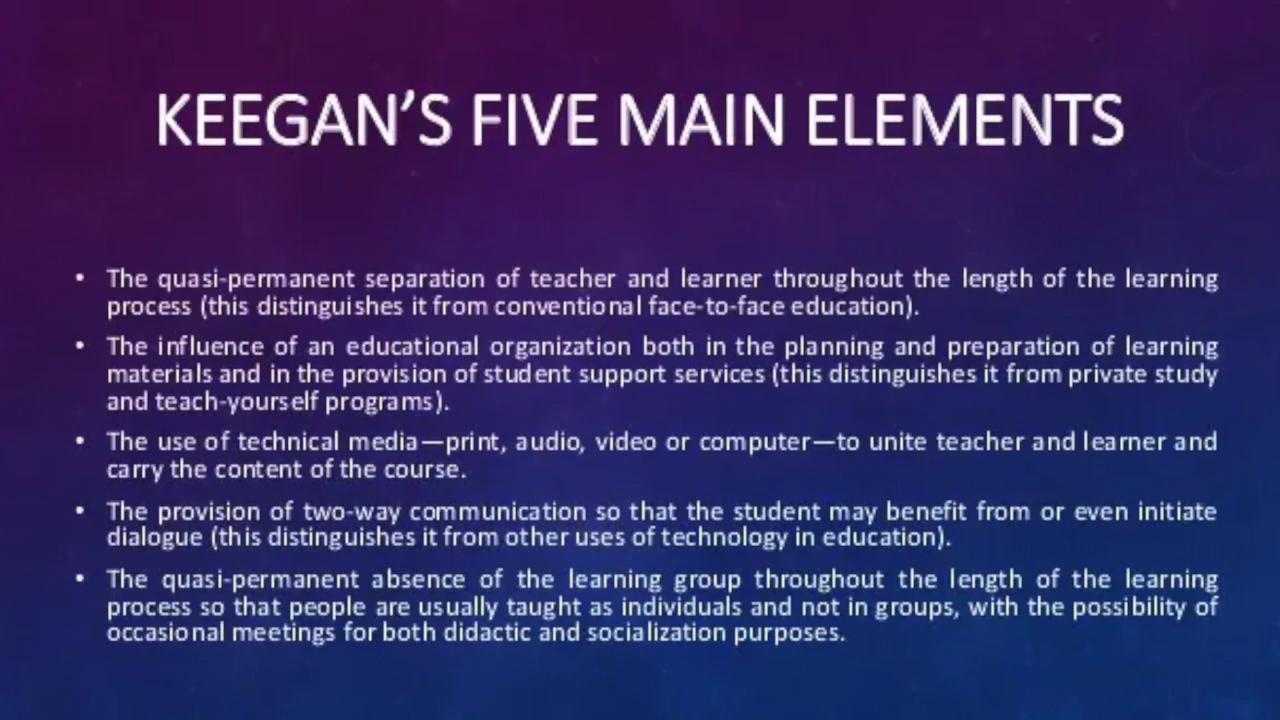 KEEGAN'S FIVE MAIN ELEMENTS
• The quasi-permanent separation of teacher and learner throughout the length of the learning
process (this distinguishes it from conventional face-to-face education).
• The influence of an educational organization both in the planning and preparation of learning
materials and in the provision of student support services (this distinguishes it from private study
and teach-yourself programs).
• The use of technical media—print, audio, video or computer—to unite teacher and learner and
carry the content of the course.
• The provision of two-way communication so that the student may benefit from or even initiate
dialogue (this distinguishes it from other uses of technology in education).
• The quasi-permanent absence of the learning group throughout the length of the learning
process so that people are usually taught as individuals and not in groups, with the possibility of
occasional meetings for both didactic and socialization purposes.